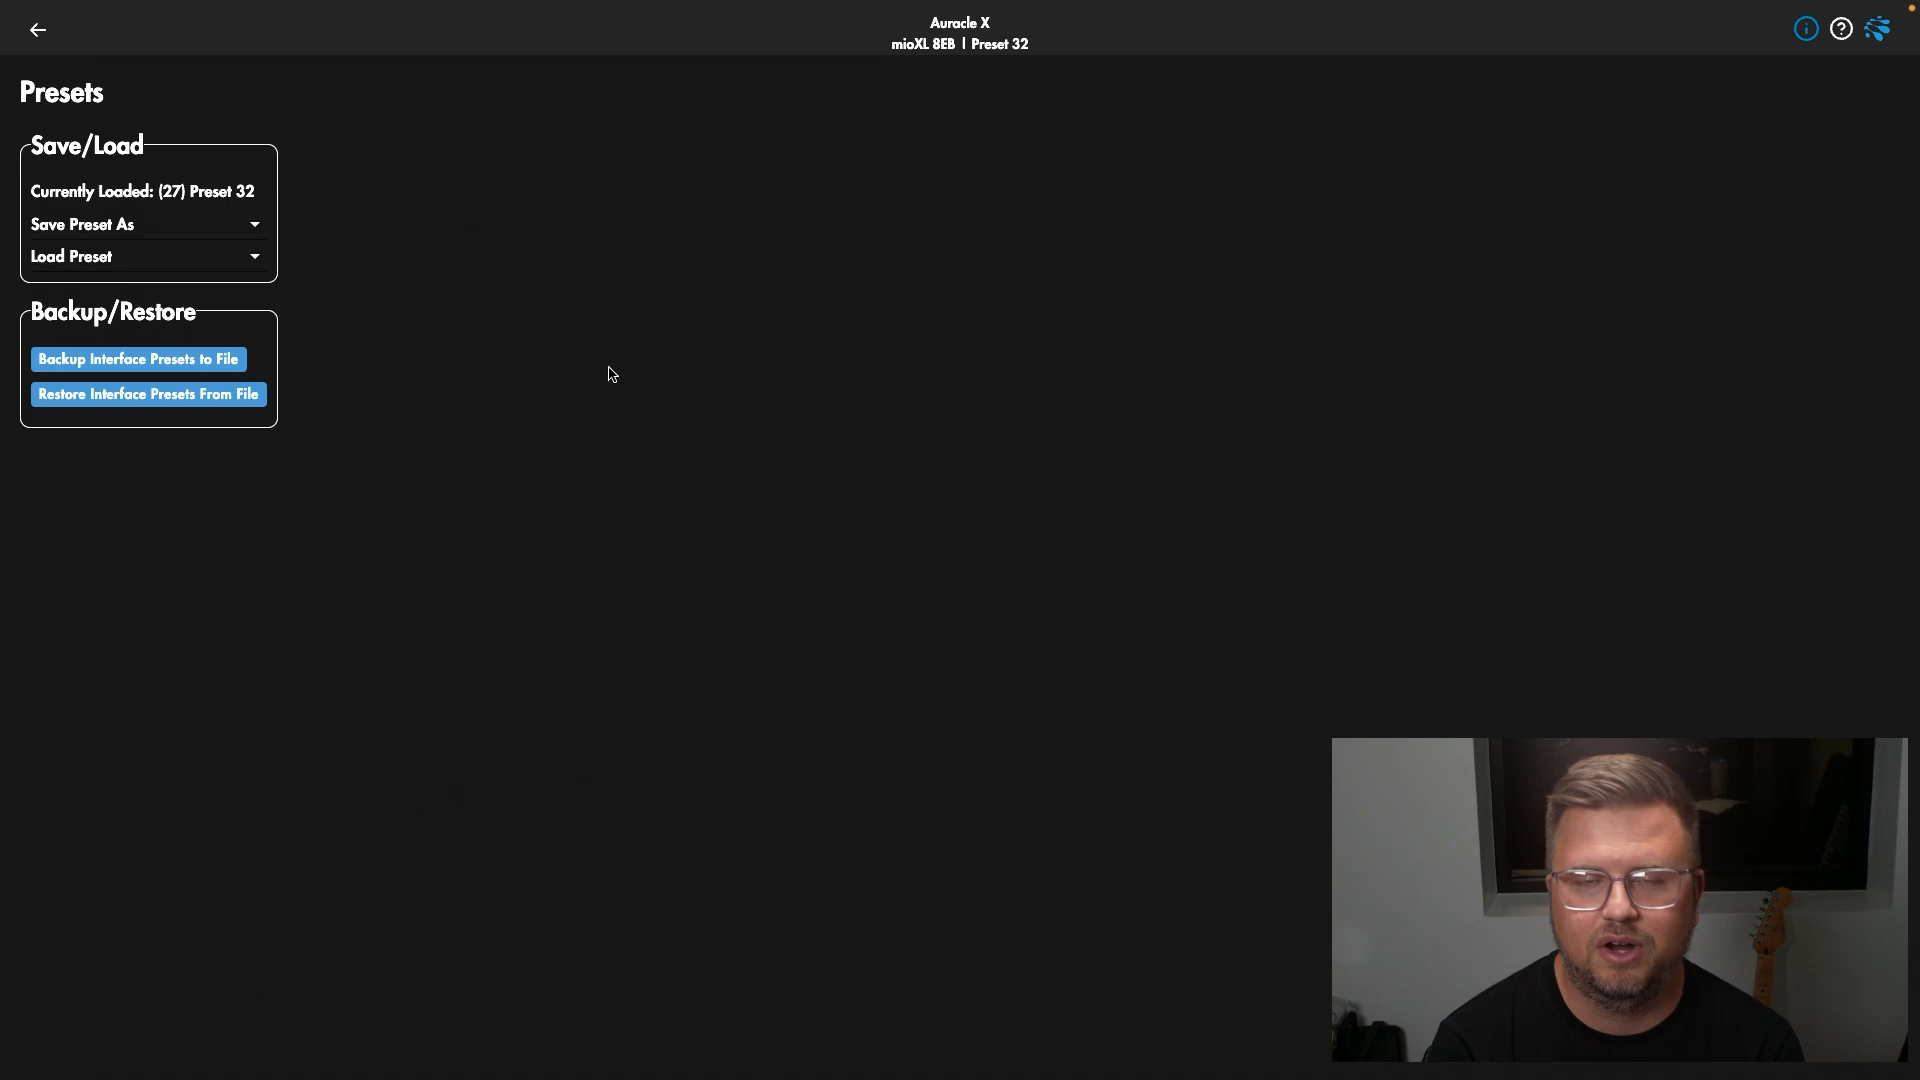 Auracle X
mioXL 8EB | Preset 32
Presets
Save/Load
Currently Loaded: (27) Preset 32
Save Preset As
Load Preset
Backup/Restore
Backup Interface Presets to File
Restore Interface Presets From File